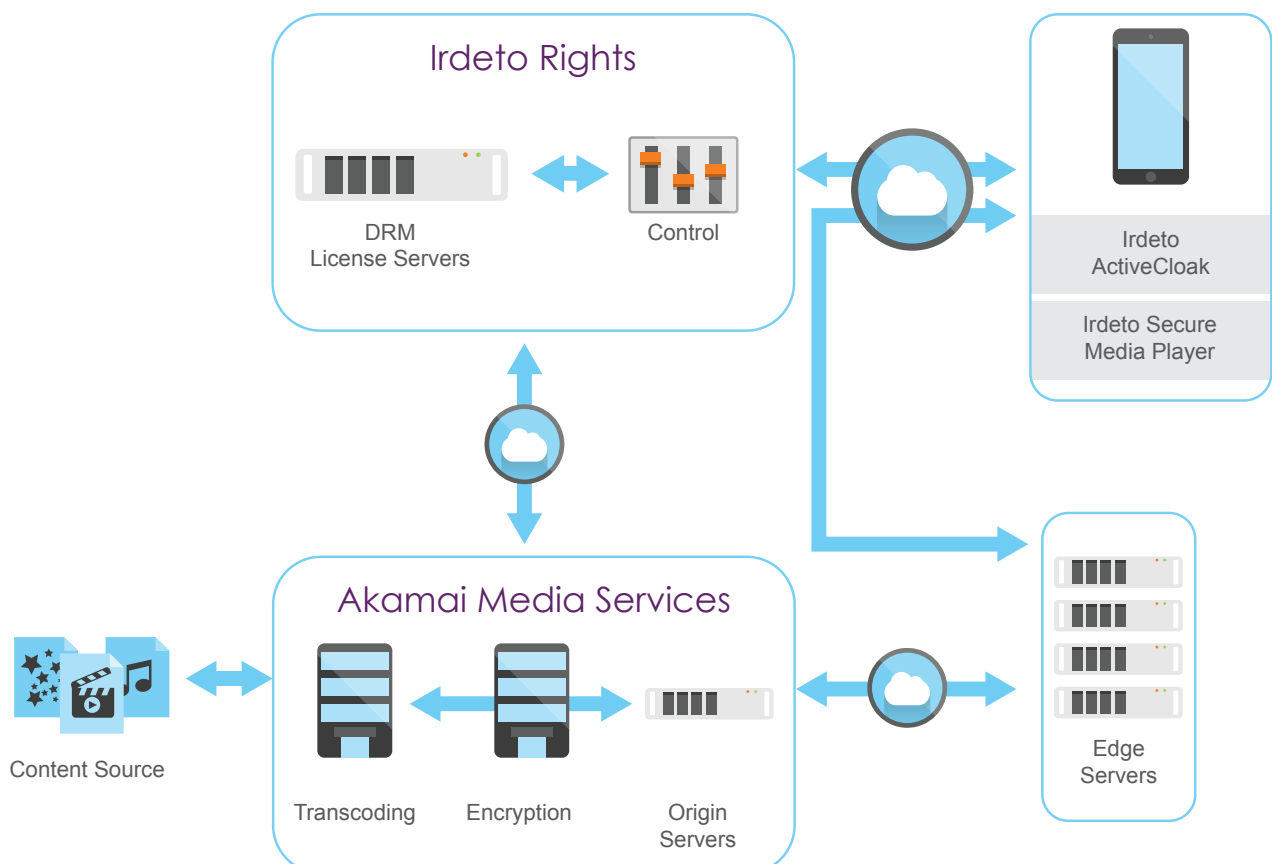 Irdeto Rights
DRM
License Servers
Control
Irdeto
ActiveCloak
Irdeto Secure
Media Player
Akamai Media Services
Content Source
Transcoding
Encryption
Origin
Servers
Edge
Servers